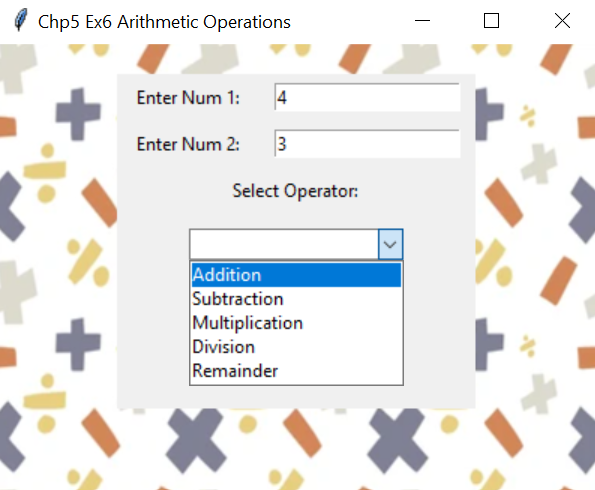 Chp5 Ex6 Arithmetic Operations
Enter Num 1: 4
Enter Num 2: 3
Select Operator:
Addition
Subtraction
Multiplication
Division
Remainder